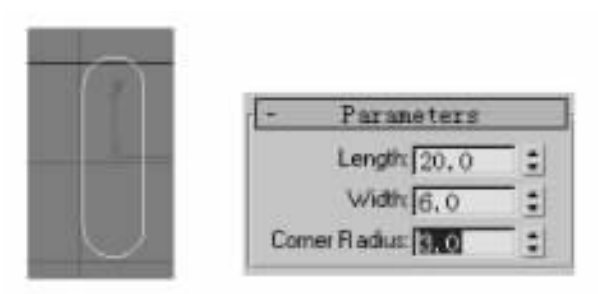 - Parameters
Length: 20.0
Width: 6.0
Corner Radius: 3.0